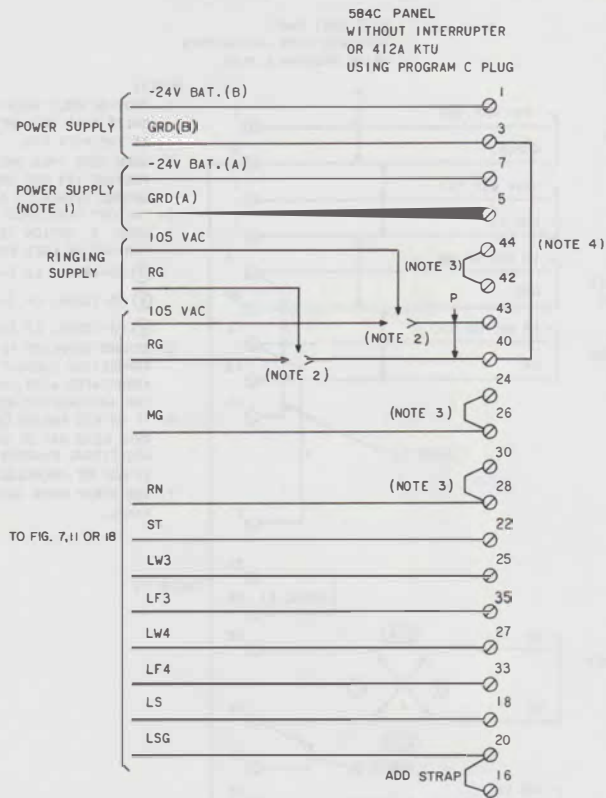 584C PANEL
WITHOUT INTERRUPTER
OR 412A KTU
USING PROGRAM C PLUG
-24V BAT.(B) 1
POWER SUPPLY
GRD(B) 3
-24V BAT.(A) 7
POWER SUPPLY
(NOTE 1)
GRD(A) 5
(NOTE 4)
105 VAC 44
(NOTE 3)
RINGING
SUPPLY
RG 42
P
105 VAC 43
(NOTE 2)
RG 40
(NOTE 2)
24
(NOTE 3)
MG 26
30
(NOTE 3)
RN 28
ST 22
TO FIG. 7,11 OR 18
LW3 25
LF3 35
LW4 27
LF4 33
LS 18
LSG 20
ADD STRAP 16